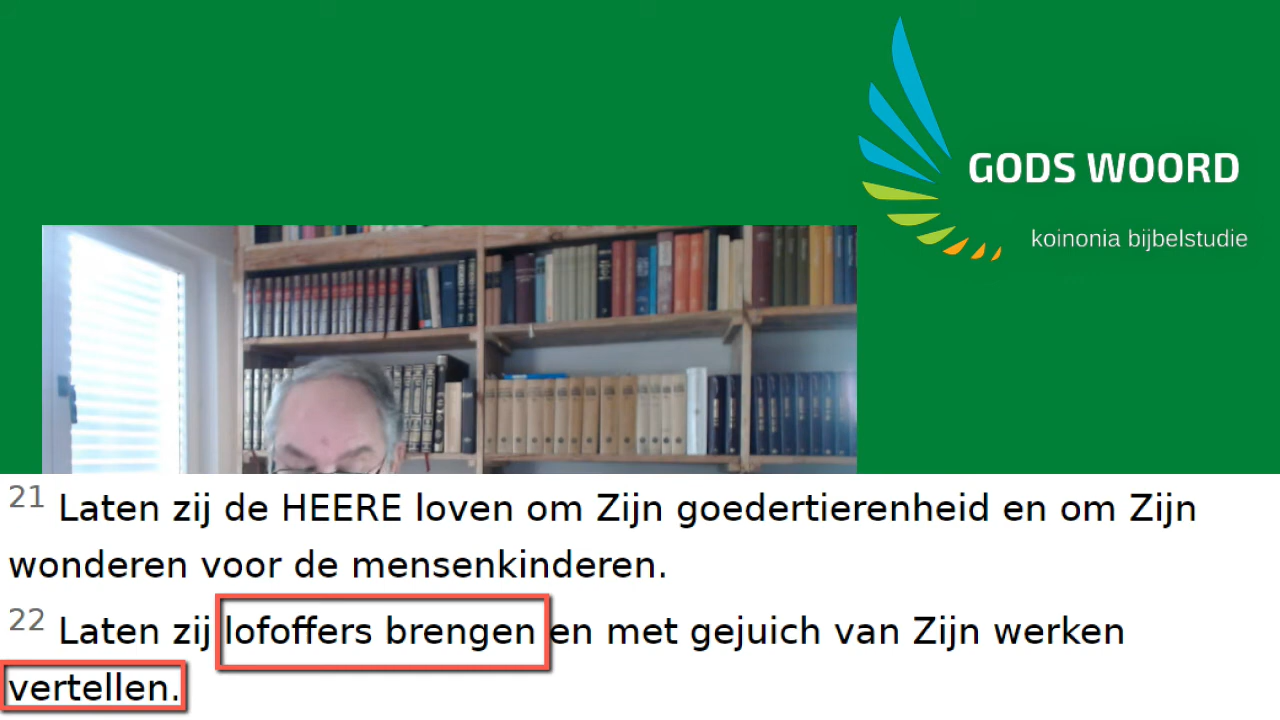 GODS WOORD
koinonia bijbelstudie
21 Laten zij de HEERE loven om Zijn goedertierenheid en om Zijn
wonderen voor de mensenkinderen.
22 Laten zij lofoffers brengen en met gejuich van Zijn werken
vertellen.